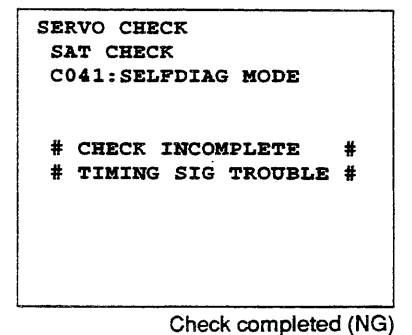 SERVO CHECK
SAT CHECK
C041:SELFDIAG MODE
# CHECK INCOMPLETE #
# TIMING SIG TROUBLE #
Check completed (NG)